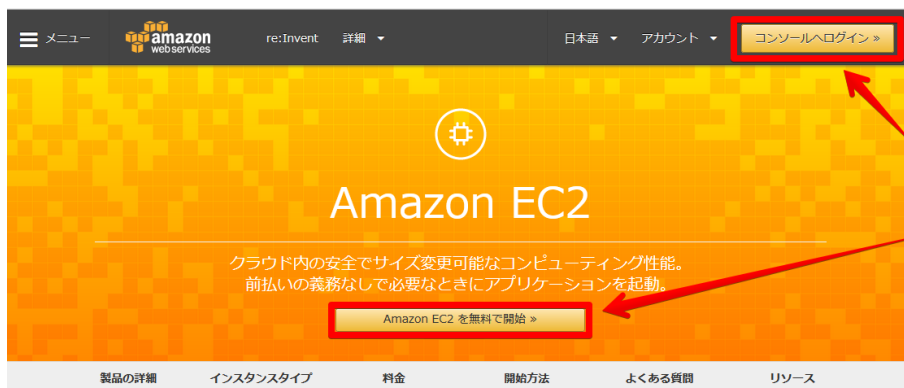 メニュー
amazon
webservices
re:Invent
詳細
日本語
アカウント
コンソールへログイン »
Amazon EC2
クラウド内の安全でサイズ変更可能なコンピューティング性能。
前払いの義務なしで必要なときにアプリケーションを起動。
Amazon EC2 を無料で開始 »
製品の詳細
インスタンスタイプ
料金
開始方法
よくある質問
リソース